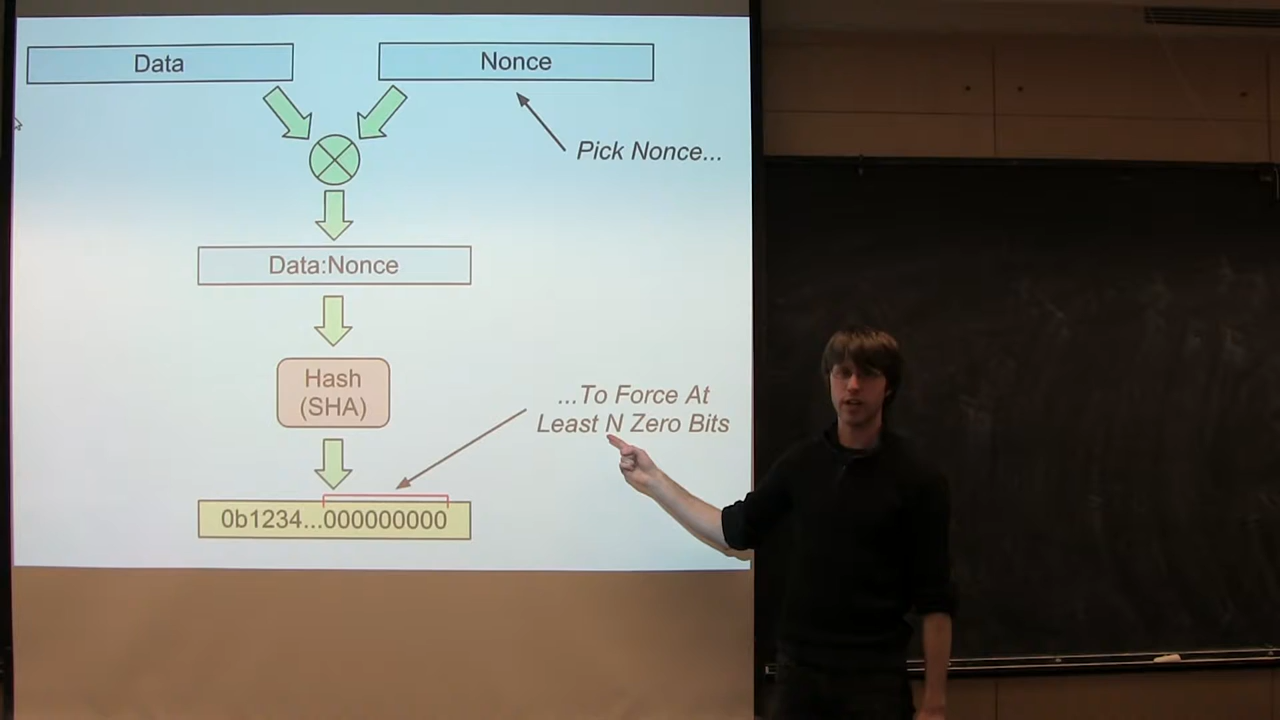 Data
Nonce
Pick Nonce...
Data:Nonce
Hash
(SHA)
...To Force At
Least N Zero Bits
0b1234...000000000